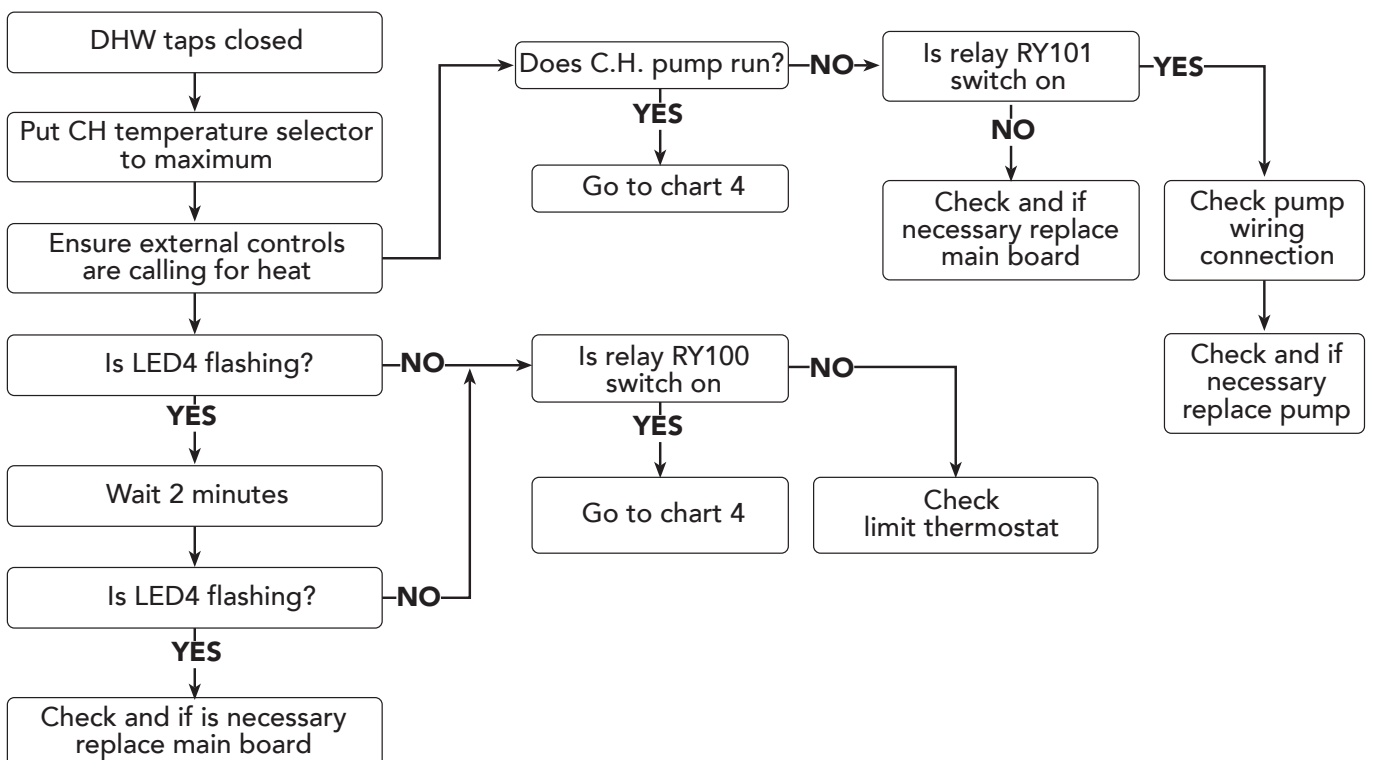 DHW taps closed
Put CH temperature selector
to maximum
Ensure external controls
are calling for heat
Is LED4 flashing?
NO
YES
Wait 2 minutes
Is LED4 flashing?
NO
YES
Check and if is necessary
replace main board
Does C.H. pump run?
NO
YES
Go to chart 4
Is relay RY101
switch on
YES
NO
Check and if
necessary replace
main board
Check pump
wiring
connection
Check and if
necessary
replace pump
Is relay RY100
switch on
NO
YES
Go to chart 4
Check
limit thermostat